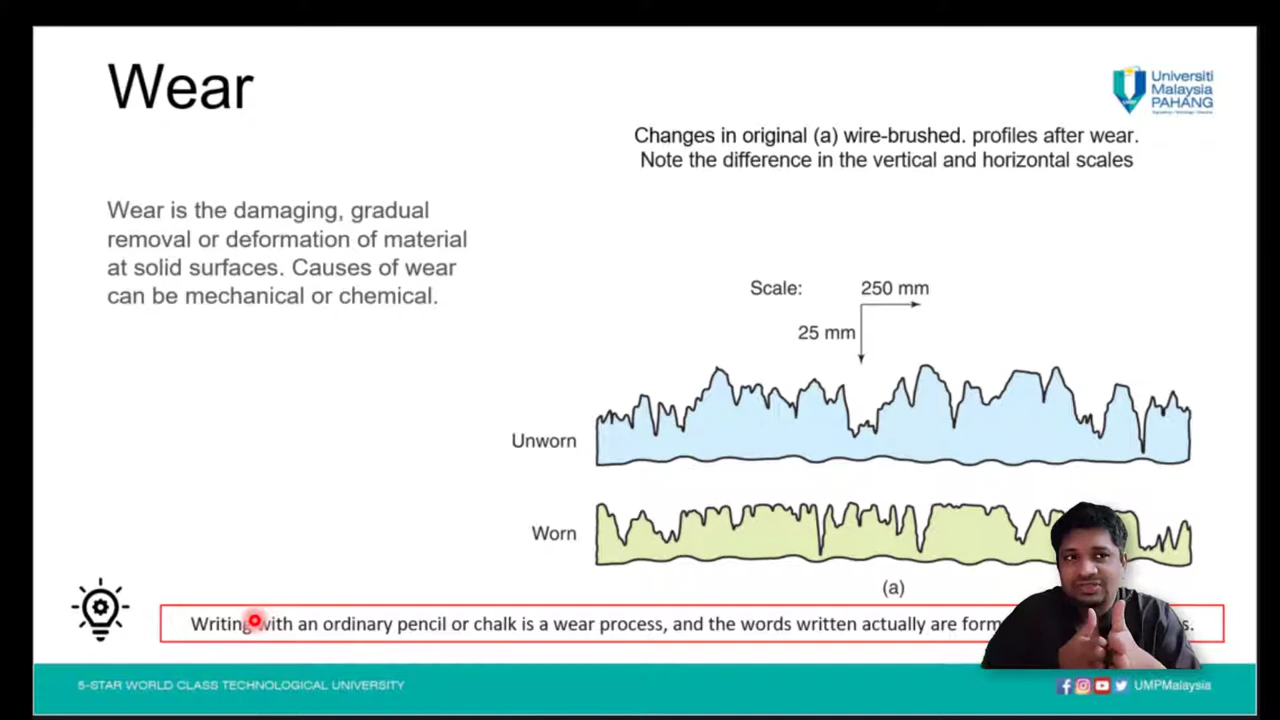 Wear
Universiti
Malaysia
PAHANG
Changes in original (a) wire-brushed. profiles after wear.
Note the difference in the vertical and horizontal scales
Wear is the damaging, gradual
removal or deformation of material
at solid surfaces. Causes of wear
can be mechanical or chemical.
Scale: 250 mm
25 mm
Unworn
Worn
(a)
Writing with an ordinary pencil or chalk is a wear process, and the words written actually are
5-STAR WORLD CLASS TECHNOLOGICAL UNIVERSITY
UMPMalaysia